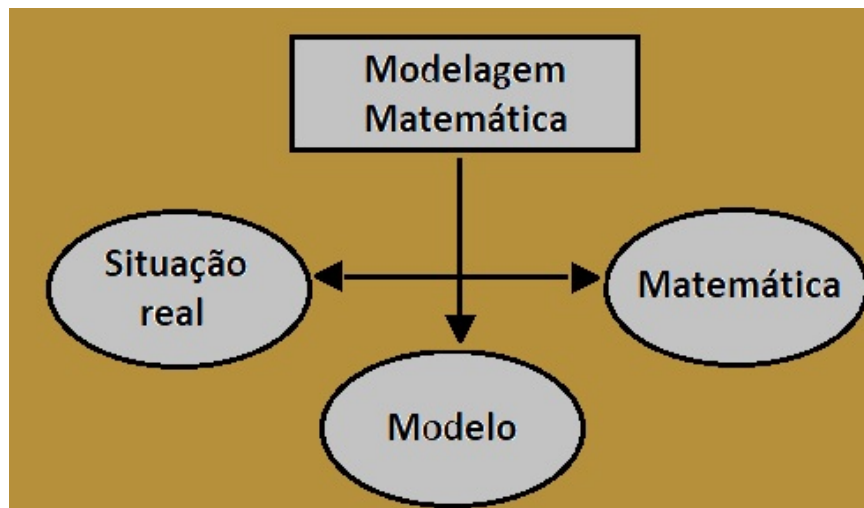 Modelagem
Matemática
Situação
real
Matemática
Modelo